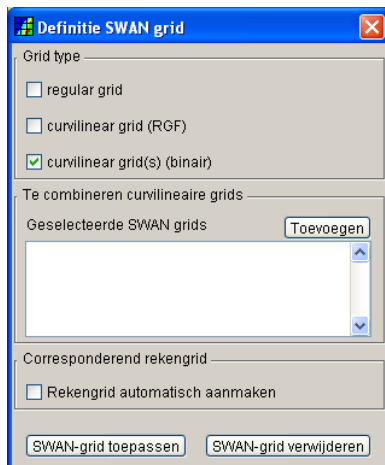 Definitie SWAN grid
Grid type
regular grid
curvilinear grid (RGF)
curvilinear grid(s) (binair)
Te combineren curvilineaire grids
Geselecteerde SWAN grids
Toevoegen
Corresponderend rekengrid
Rekengrid automatisch aanmaken
SWAN-grid toepassen
SWAN-grid verwijderen